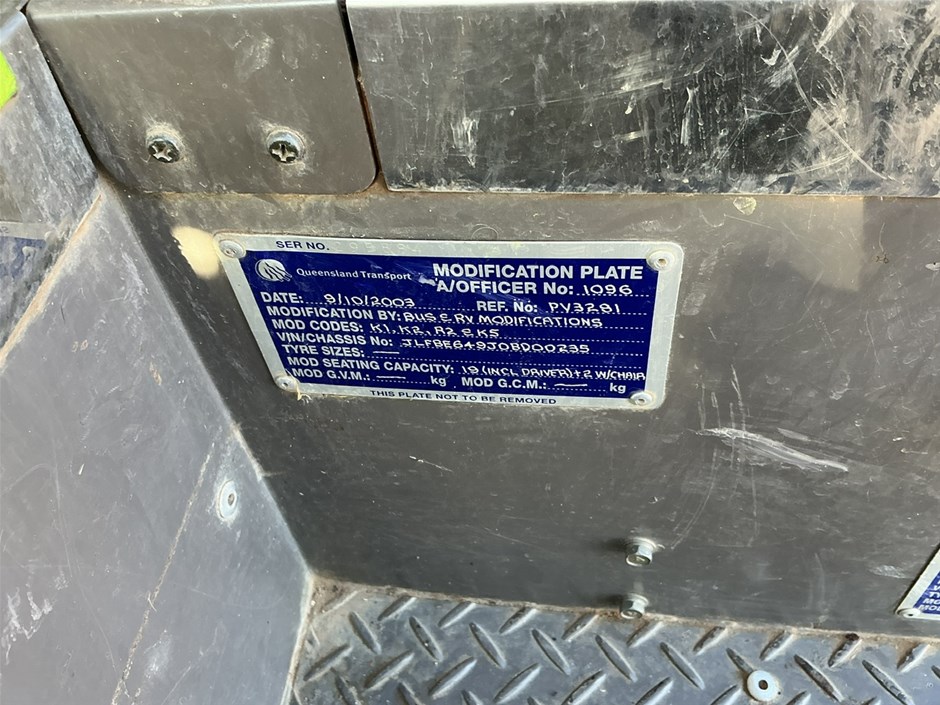 SER NO.
Queensland Transport
MODIFICATION PLATE
A/OFFICER No: 1096
DATE: 9/10/2003 REF. No: PV3281
MODIFICATION BY: BUS & RV MODIFICATIONS
MOD CODES: K1, K2, R2 & K5
VIN/CHASSIS No: JLFBE649J0BD00235
TYRE SIZES: —
MOD SEATING CAPACITY: 19 (INCL DRIVER)+2 W/CHAIR
MOD G.V.M.: — kg MOD G.C.M.: — kg
THIS PLATE NOT TO BE REMOVED